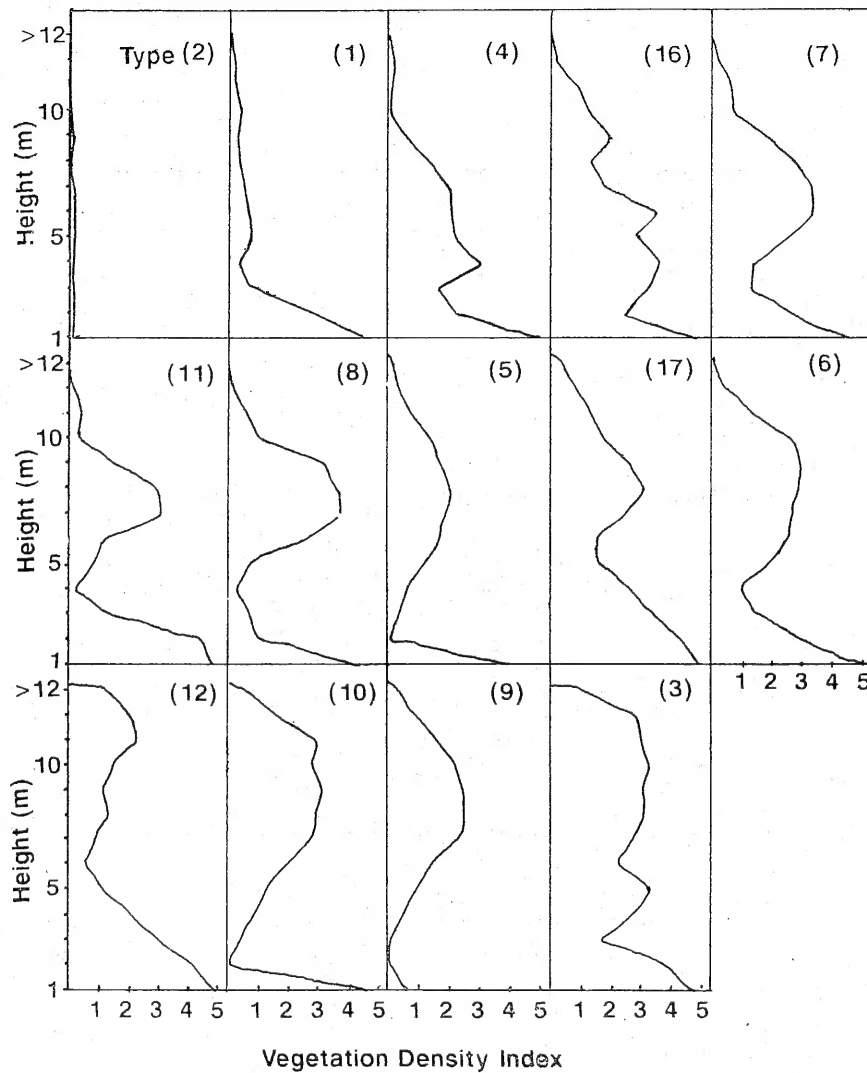 >12
10
5
1
Height (m)
Type (2)
(1)
(4)
(16)
(7)
>12
10
5
1
Height (m)
(11)
(8)
(5)
(17)
(6)
1 2 3 4 5
>12
10
5
1
Height (m)
(12)
(10)
(9)
(3)
1 2 3 4 5
1 2 3 4 5
1 2 3 4 5
1 2 3 4 5
Vegetation Density Index